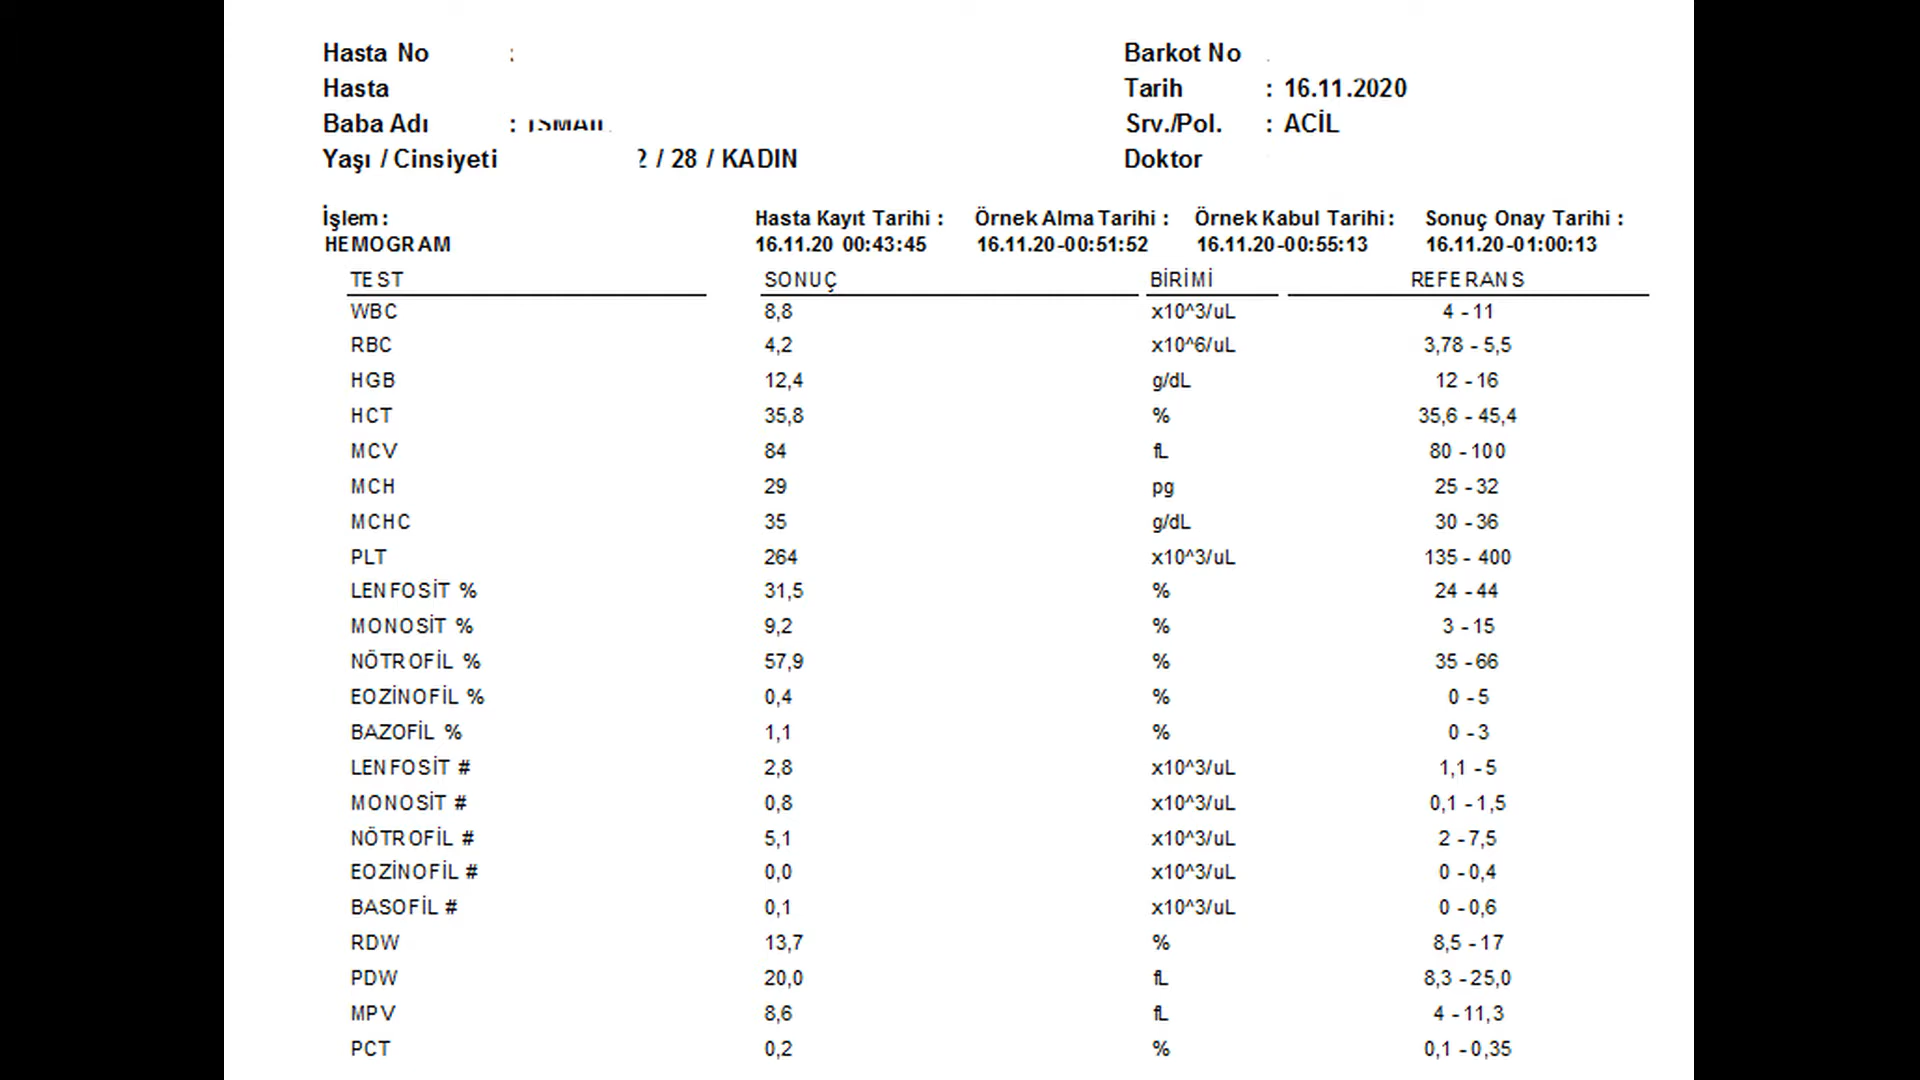 Hasta No : Barkot No
Hasta Tarih : 16.11.2020
Baba Adı : Srv./Pol. : ACİL
Yaşı / Cinsiyeti 2 / 28 / KADIN Doktor
İşlem : Hasta Kayıt Tarihi : Örnek Alma Tarihi : Örnek Kabul Tarihi : Sonuç Onay Tarihi :
HEMOGRAM 16.11.20 00:43:45 16.11.20-00:51:52 16.11.20-00:55:13 16.11.20-01:00:13
TEST SONUÇ BİRİMİ REFERANS
WBC 8,8 x10^3/uL 4 - 11
RBC 4,2 x10^6/uL 3,78 - 5,5
HGB 12,4 g/dL 12 - 16
HCT 35,8 % 35,6 - 45,4
MCV 84 fL 80 - 100
MCH 29 pg 25 - 32
MCHC 35 g/dL 30 - 36
PLT 264 x10^3/uL 135 - 400
LENFOSİT % 31,5 % 24 - 44
MONOSİT % 9,2 % 3 - 15
NÖTROFİL % 57,9 % 35 - 66
EOZİNOFİL % 0,4 % 0 - 5
BAZOFİL % 1,1 % 0 - 3
LENFOSİT # 2,8 x10^3/uL 1,1 - 5
MONOSİT # 0,8 x10^3/uL 0,1 - 1,5
NÖTROFİL # 5,1 x10^3/uL 2 - 7,5
EOZİNOFİL # 0,0 x10^3/uL 0 - 0,4
BASOFİL # 0,1 x10^3/uL 0 - 0,6
RDW 13,7 % 8,5 - 17
PDW 20,0 fL 8,3 - 25,0
MPV 8,6 fL 4 - 11,3
PCT 0,2 % 0,1 - 0,35